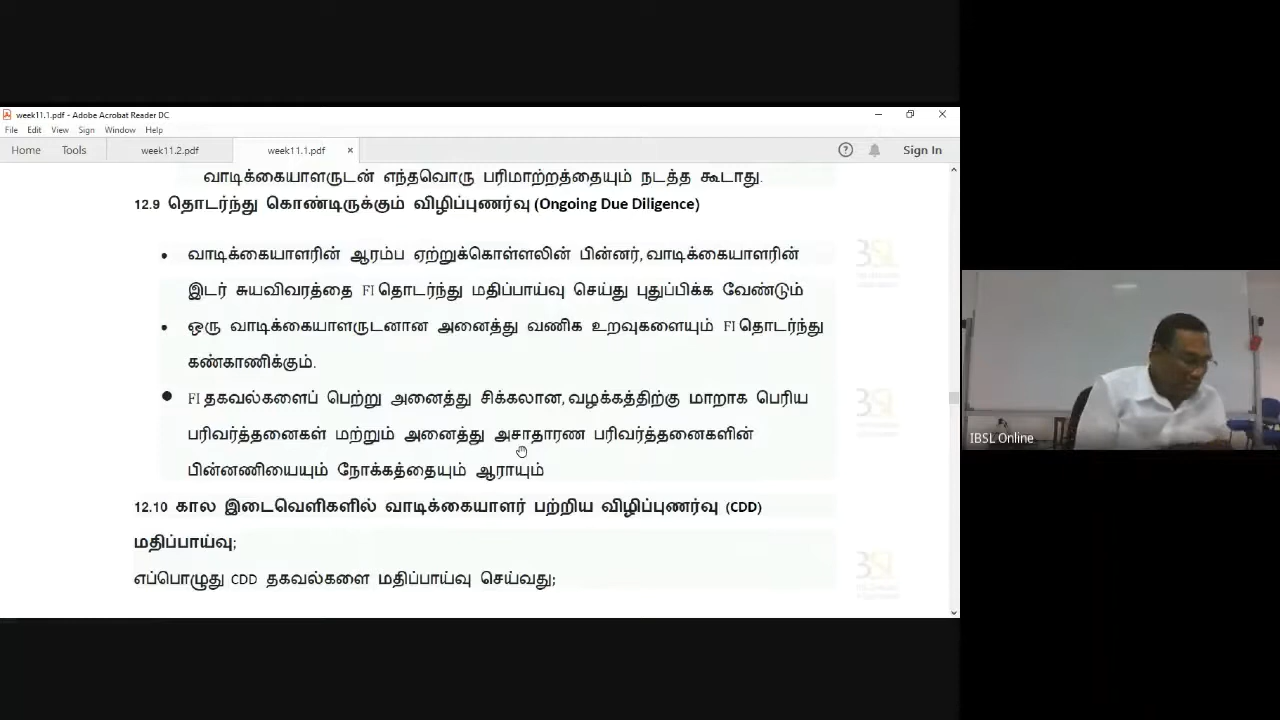 week11.1.pdf - Adobe Acrobat Reader DC
File Edit View Sign Window Help
Home Tools week11.2.pdf week11.1.pdf × Sign In
வாடிக்கையாளருடன் எந்தவொரு பரிமாற்றத்தையும் நடத்த கூடாது.
12.9 தொடர்ந்து கொண்டிருக்கும் விழிப்புணர்வு (Ongoing Due Diligence)
• வாடிக்கையாளரின் ஆரம்ப ஏற்றுக்கொள்ளலின் பின்னர், வாடிக்கையாளரின்
இடர் சுயவிவரத்தை FI தொடர்ந்து மதிப்பாய்வு செய்து புதுப்பிக்க வேண்டும்
• ஒரு வாடிக்கையாளருடனான அனைத்து வணிக உறவுகளையும் FI தொடர்ந்து
கண்காணிக்கும்.
• FI தகவல்களைப் பெற்று அனைத்து சிக்கலான, வழக்கத்திற்கு மாறாக பெரிய
பரிவர்த்தனைகள் மற்றும் அனைத்து அசாதாரண பரிவர்த்தனைகளின்
பின்னணியையும் நோக்கத்தையும் ஆராயும்
12.10 கால இடைவெளிகளில் வாடிக்கையாளர் பற்றிய விழிப்புணர்வு (CDD)
மதிப்பாய்வு;
எப்பொழுது CDD தகவல்களை மதிப்பாய்வு செய்வது;
IBSL Online